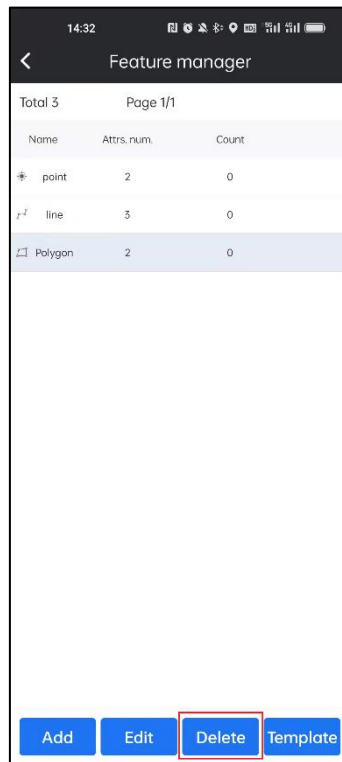 14:32
Feature manager
Total 3 Page 1/1
Name Attrs. num. Count
point 2 0
line 3 0
Polygon 2 0
Add Edit Delete Template